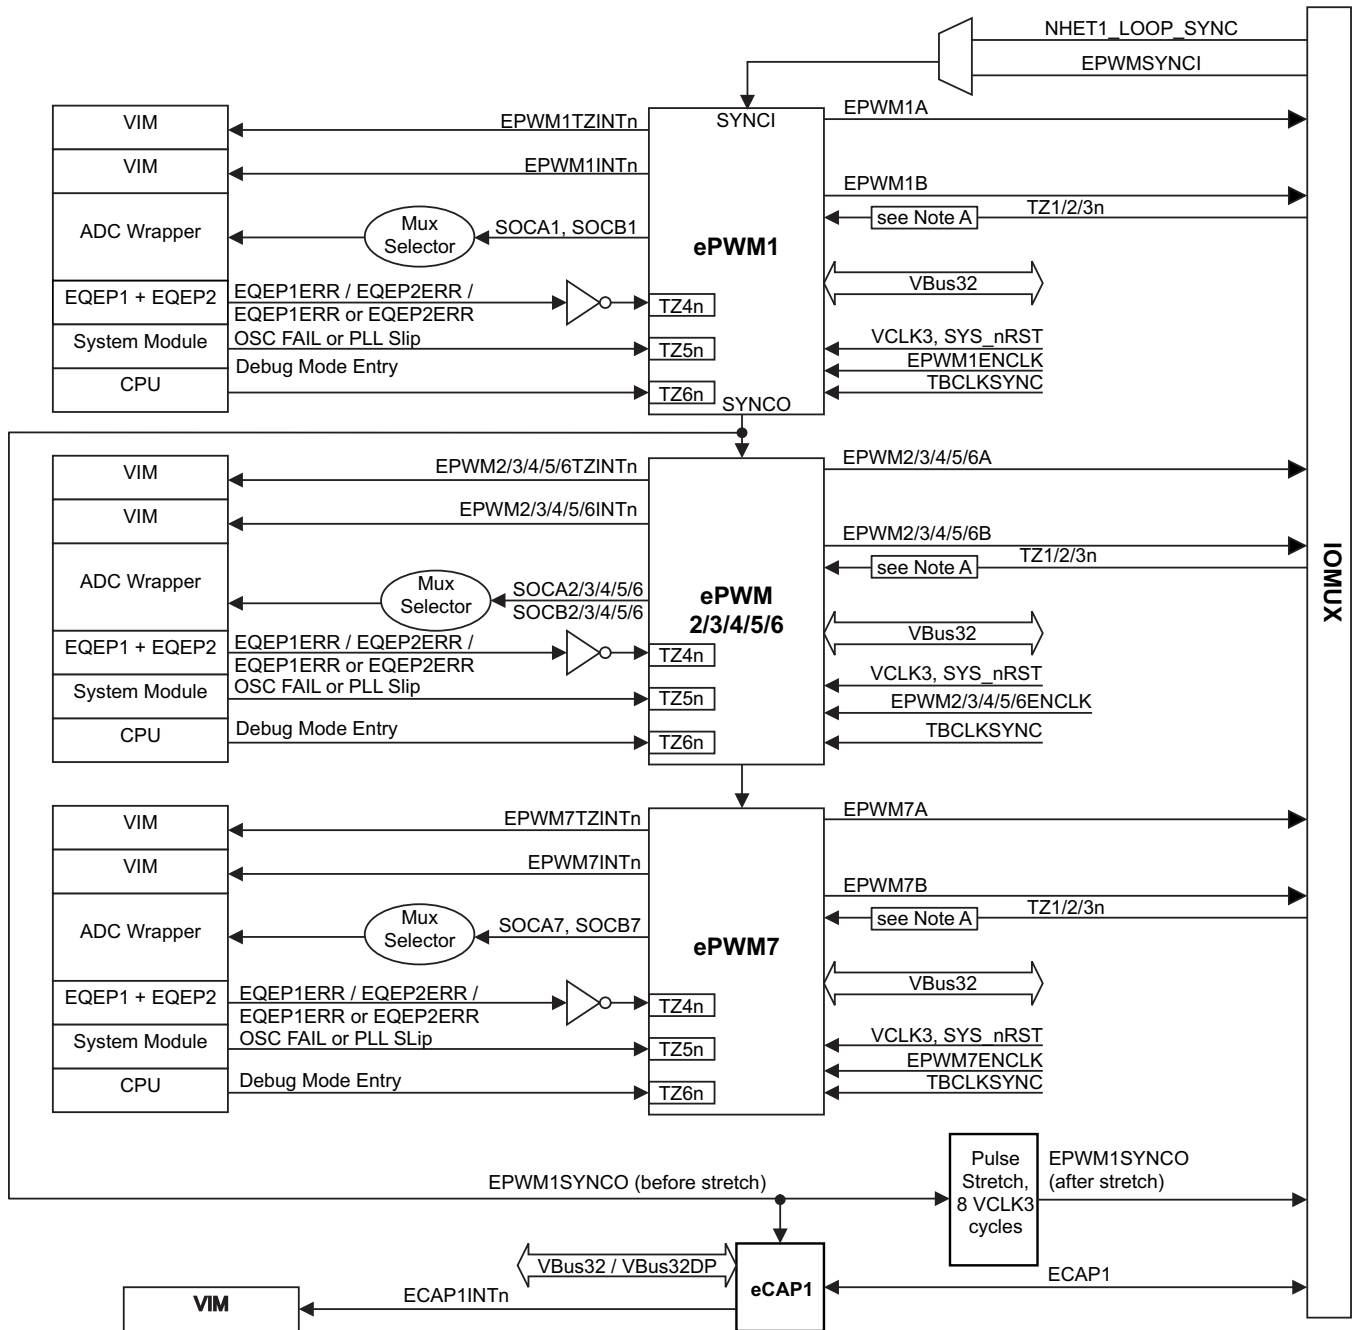 NHET1_LOOP_SYNC
EPWMSYNCI
VIM
EPWM1TZINTn
SYNCI
EPWM1A
VIM
EPWM1INTn
EPWM1B
TZ1/2/3n
see Note A
ADC Wrapper
Mux
Selector
SOCA1, SOCB1
ePWM1
VBus32
EQEP1 + EQEP2
EQEP1ERR / EQEP2ERR /
EQEP1ERR or EQEP2ERR
TZ4n
System Module
OSC FAIL or PLL Slip
TZ5n
VCLK3, SYS_nRST
EPWM1ENCLK
TBCLKSYNC
CPU
Debug Mode Entry
TZ6n
SYNCO
VIM
EPWM2/3/4/5/6TZINTn
EPWM2/3/4/5/6A
VIM
EPWM2/3/4/5/6INTn
EPWM2/3/4/5/6B
TZ1/2/3n
see Note A
IOMUX
ADC Wrapper
Mux
Selector
SOCA2/3/4/5/6
SOCB2/3/4/5/6
ePWM
2/3/4/5/6
VBus32
EQEP1 + EQEP2
EQEP1ERR / EQEP2ERR /
EQEP1ERR or EQEP2ERR
TZ4n
System Module
OSC FAIL or PLL Slip
TZ5n
VCLK3, SYS_nRST
EPWM2/3/4/5/6ENCLK
TBCLKSYNC
CPU
Debug Mode Entry
TZ6n
VIM
EPWM7TZINTn
EPWM7A
VIM
EPWM7INTn
EPWM7B
TZ1/2/3n
see Note A
ADC Wrapper
Mux
Selector
SOCA7, SOCB7
ePWM7
VBus32
EQEP1 + EQEP2
EQEP1ERR / EQEP2ERR /
EQEP1ERR or EQEP2ERR
TZ4n
System Module
OSC FAIL or PLL SLip
TZ5n
VCLK3, SYS_nRST
EPWM7ENCLK
TBCLKSYNC
CPU
Debug Mode Entry
TZ6n
EPWM1SYNCO (before stretch)
Pulse
Stretch,
8 VCLK3
cycles
EPWM1SYNCO
(after stretch)
VBus32 / VBus32DP
eCAP1
ECAP1
VIM
ECAP1INTn